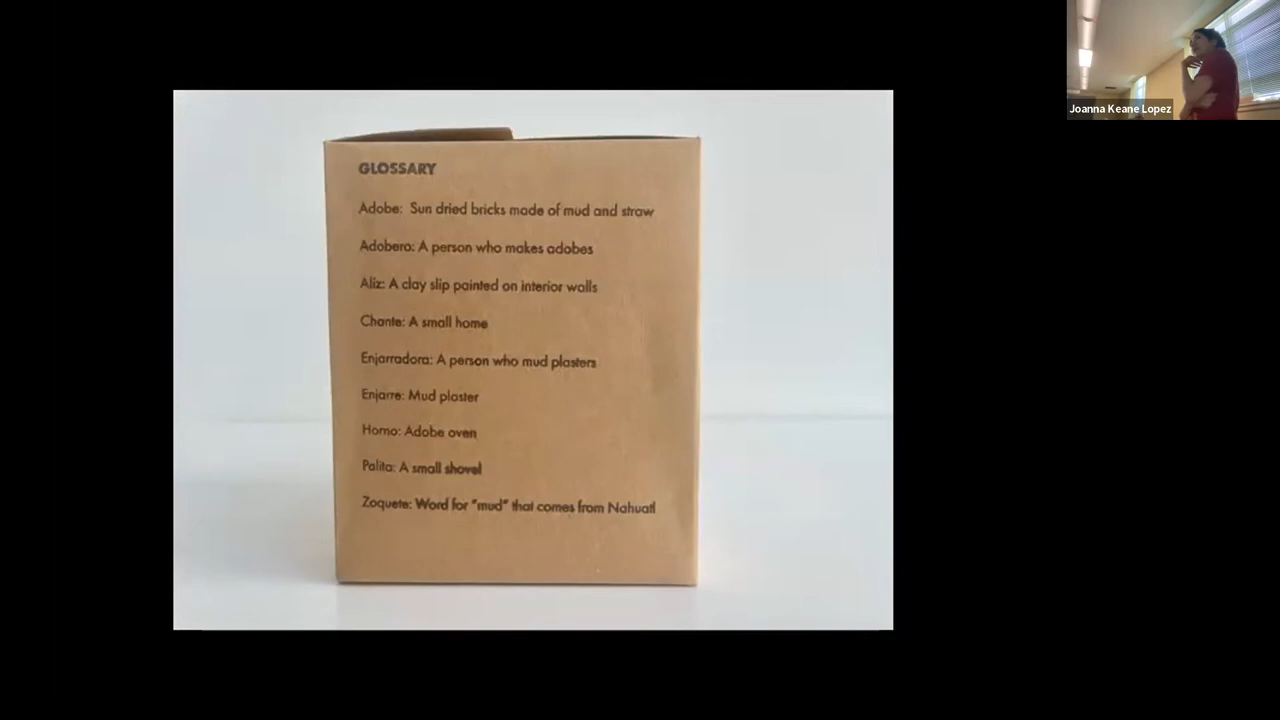 GLOSSARY
Adobe: Sun dried bricks made of mud and straw
Adobero: A person who makes adobes
Aliz: A clay slip painted on interior walls
Chante: A small home
Enjarradora: A person who mud plasters
Enjarre: Mud plaster
Horno: Adobe oven
Palita: A small shovel
Zoquete: Word for "mud" that comes from Nahuatl
Joanna Keane Lopez